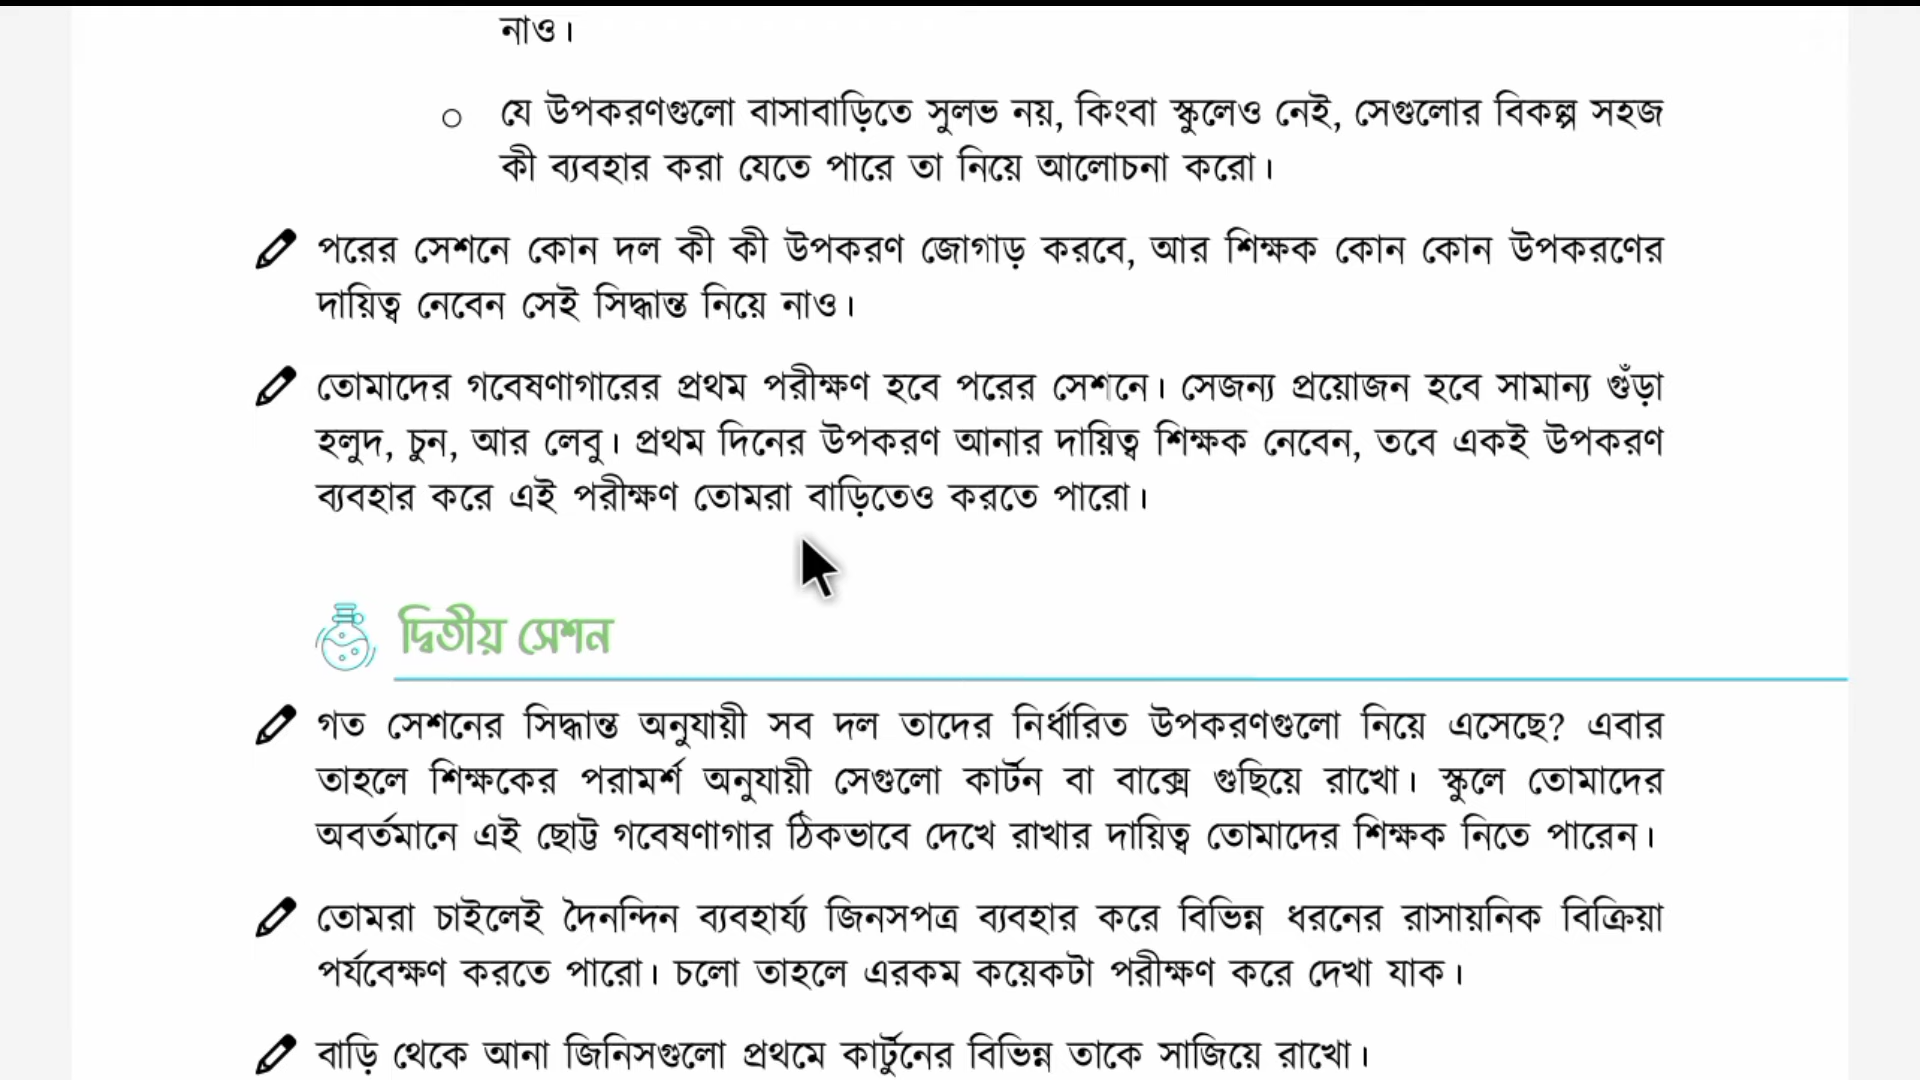 নাও।
যে উপকরণগুলো বাসাবাড়িতে সুলভ নয়, কিংবা স্কুলেও নেই, সেগুলোর বিকল্প সহজ
কী ব্যবহার করা যেতে পারে তা নিয়ে আলোচনা করো।
পরের সেশনে কোন দল কী কী উপকরণ জোগাড় করবে, আর শিক্ষক কোন কোন উপকরণের
দায়িত্ব নেবেন সেই সিদ্ধান্ত নিয়ে নাও।
তোমাদের গবেষণাগারের প্রথম পরীক্ষণ হবে পরের সেশনে। সেজন্য প্রয়োজন হবে সামান্য গুঁড়া
হলুদ, চুন, আর লেবু। প্রথম দিনের উপকরণ আনার দায়িত্ব শিক্ষক নেবেন, তবে একই উপকরণ
ব্যবহার করে এই পরীক্ষণ তোমরা বাড়িতেও করতে পারো।
দ্বিতীয় সেশন
গত সেশনের সিদ্ধান্ত অনুযায়ী সব দল তাদের নির্ধারিত উপকরণগুলো নিয়ে এসেছে? এবার
তাহলে শিক্ষকের পরামর্শ অনুযায়ী সেগুলো কার্টন বা বাক্সে গুছিয়ে রাখো। স্কুলে তোমাদের
অবর্তমানে এই ছোট্ট গবেষণাগার ঠিকভাবে দেখে রাখার দায়িত্ব তোমাদের শিক্ষক নিতে পারেন।
তোমরা চাইলেই দৈনন্দিন ব্যবহার্য্য জিনসপত্র ব্যবহার করে বিভিন্ন ধরনের রাসায়নিক বিক্রিয়া
পর্যবেক্ষণ করতে পারো। চলো তাহলে এরকম কয়েকটা পরীক্ষণ করে দেখা যাক।
বাড়ি থেকে আনা জিনিসগুলো প্রথমে কার্টুনের বিভিন্ন তাকে সাজিয়ে রাখো।